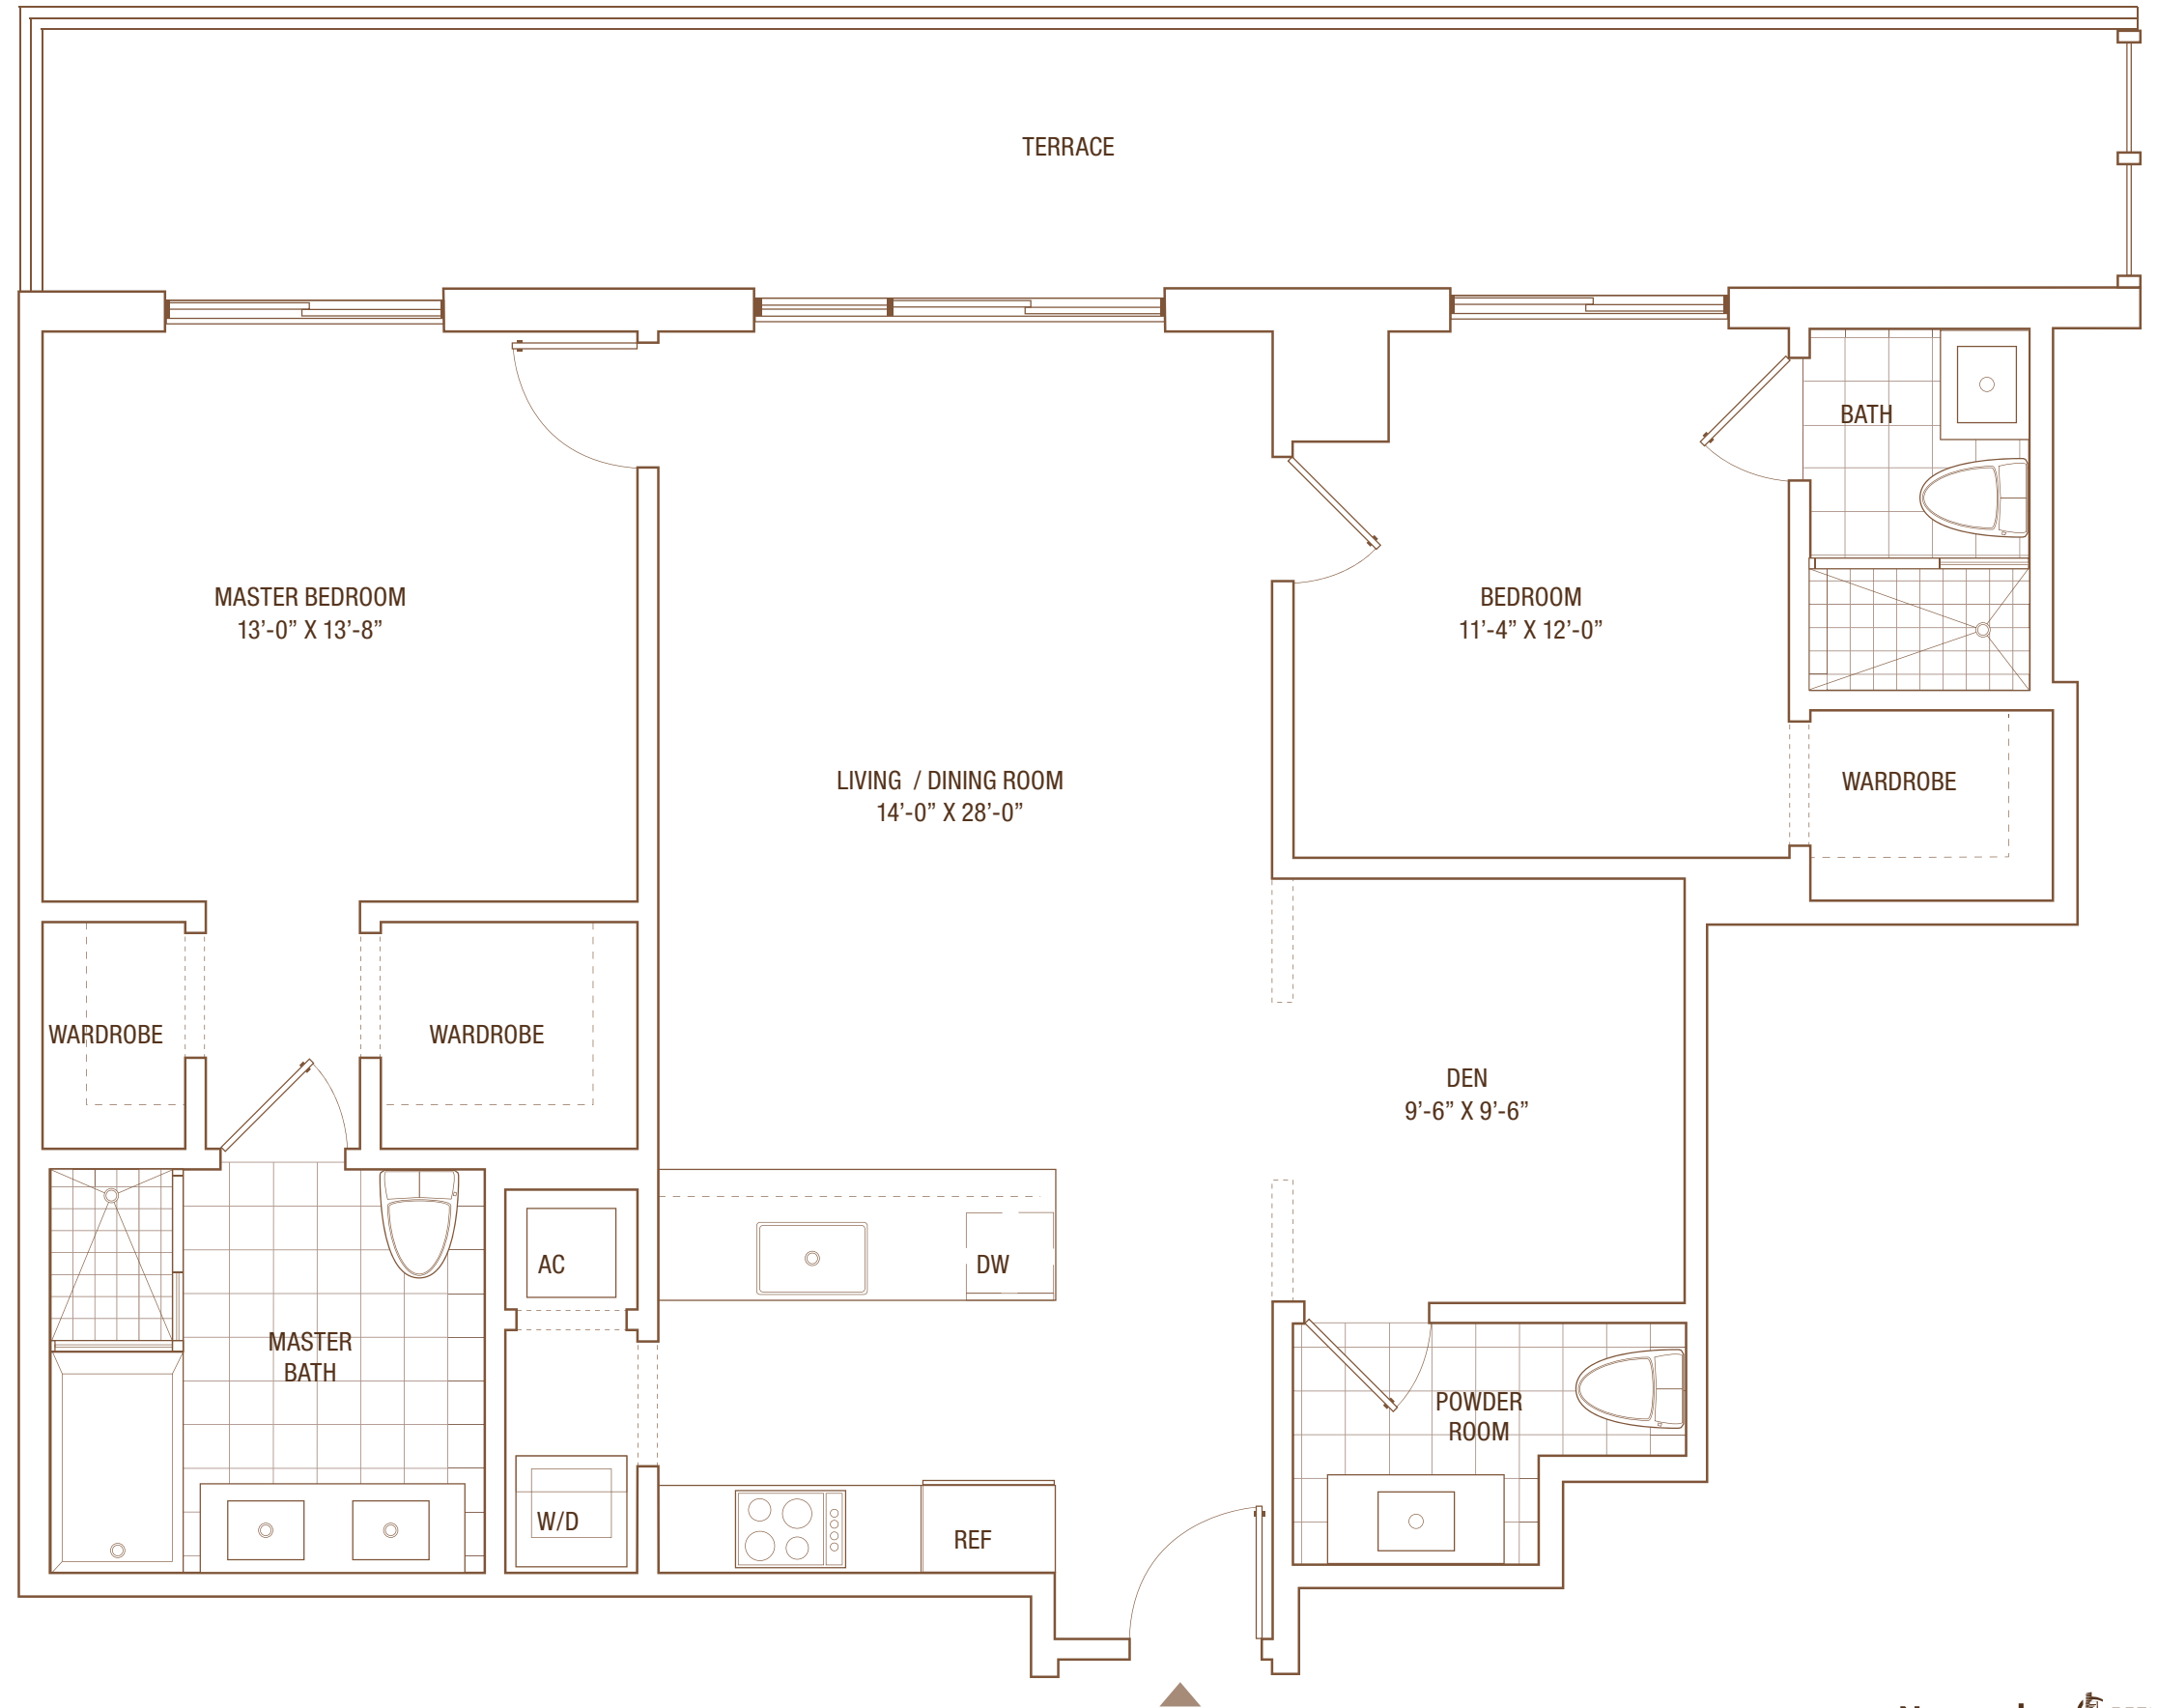 TERRACE
BATH
MASTER BEDROOM
13’-0” X 13’-8”
BEDROOM
11’-4” X 12’-0”
LIVING / DINING ROOM
14’-0” X 28’-0”
WARDROBE
WARDROBE
WARDROBE
DEN
9’-6” X 9’-6”
AC
DW
MASTER
BATH
POWDER
ROOM
W/D
REF